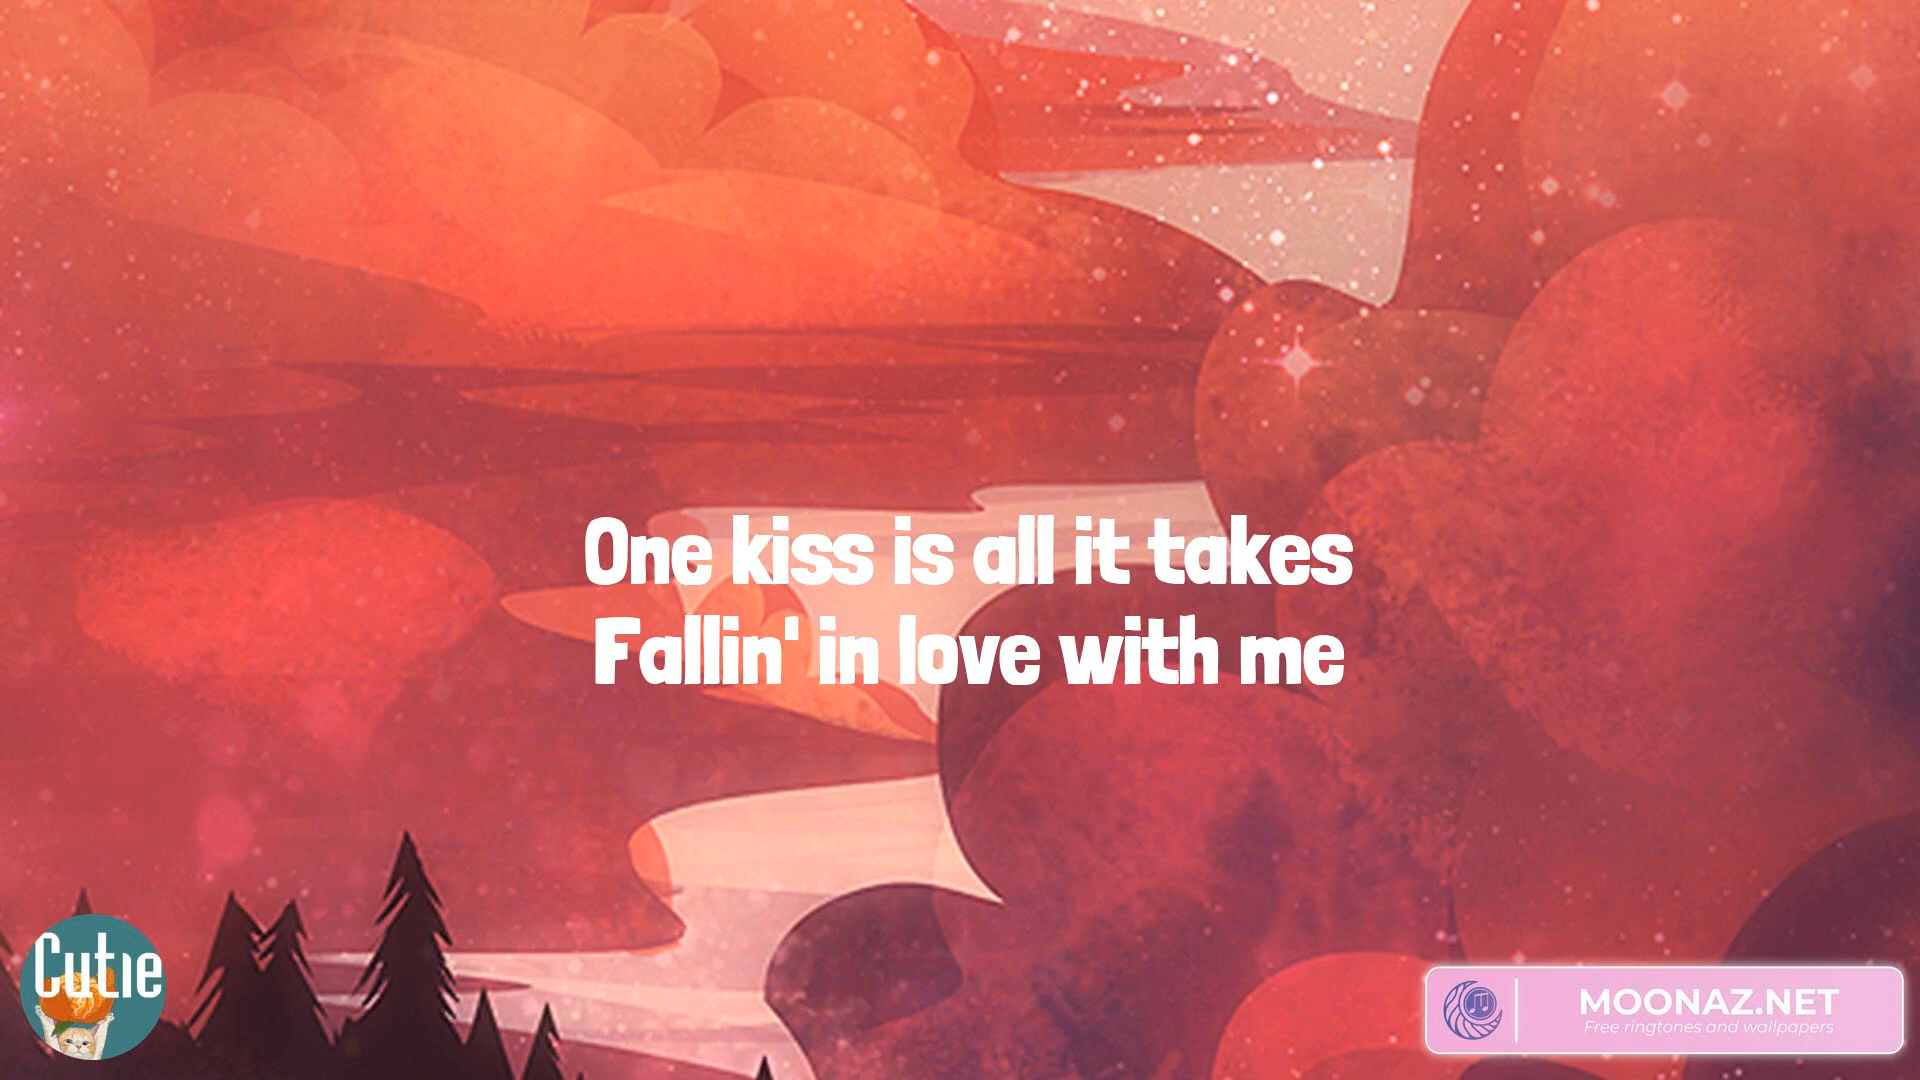 One kiss is all it takes
Fallin' in love with me
Cutie
MOONAZ.NET
Free ringtones and wallpapers